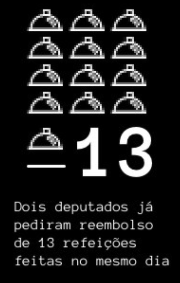 13
Dois deputados já
pediram reembolso
de 13 refeições
feitas no mesmo dia